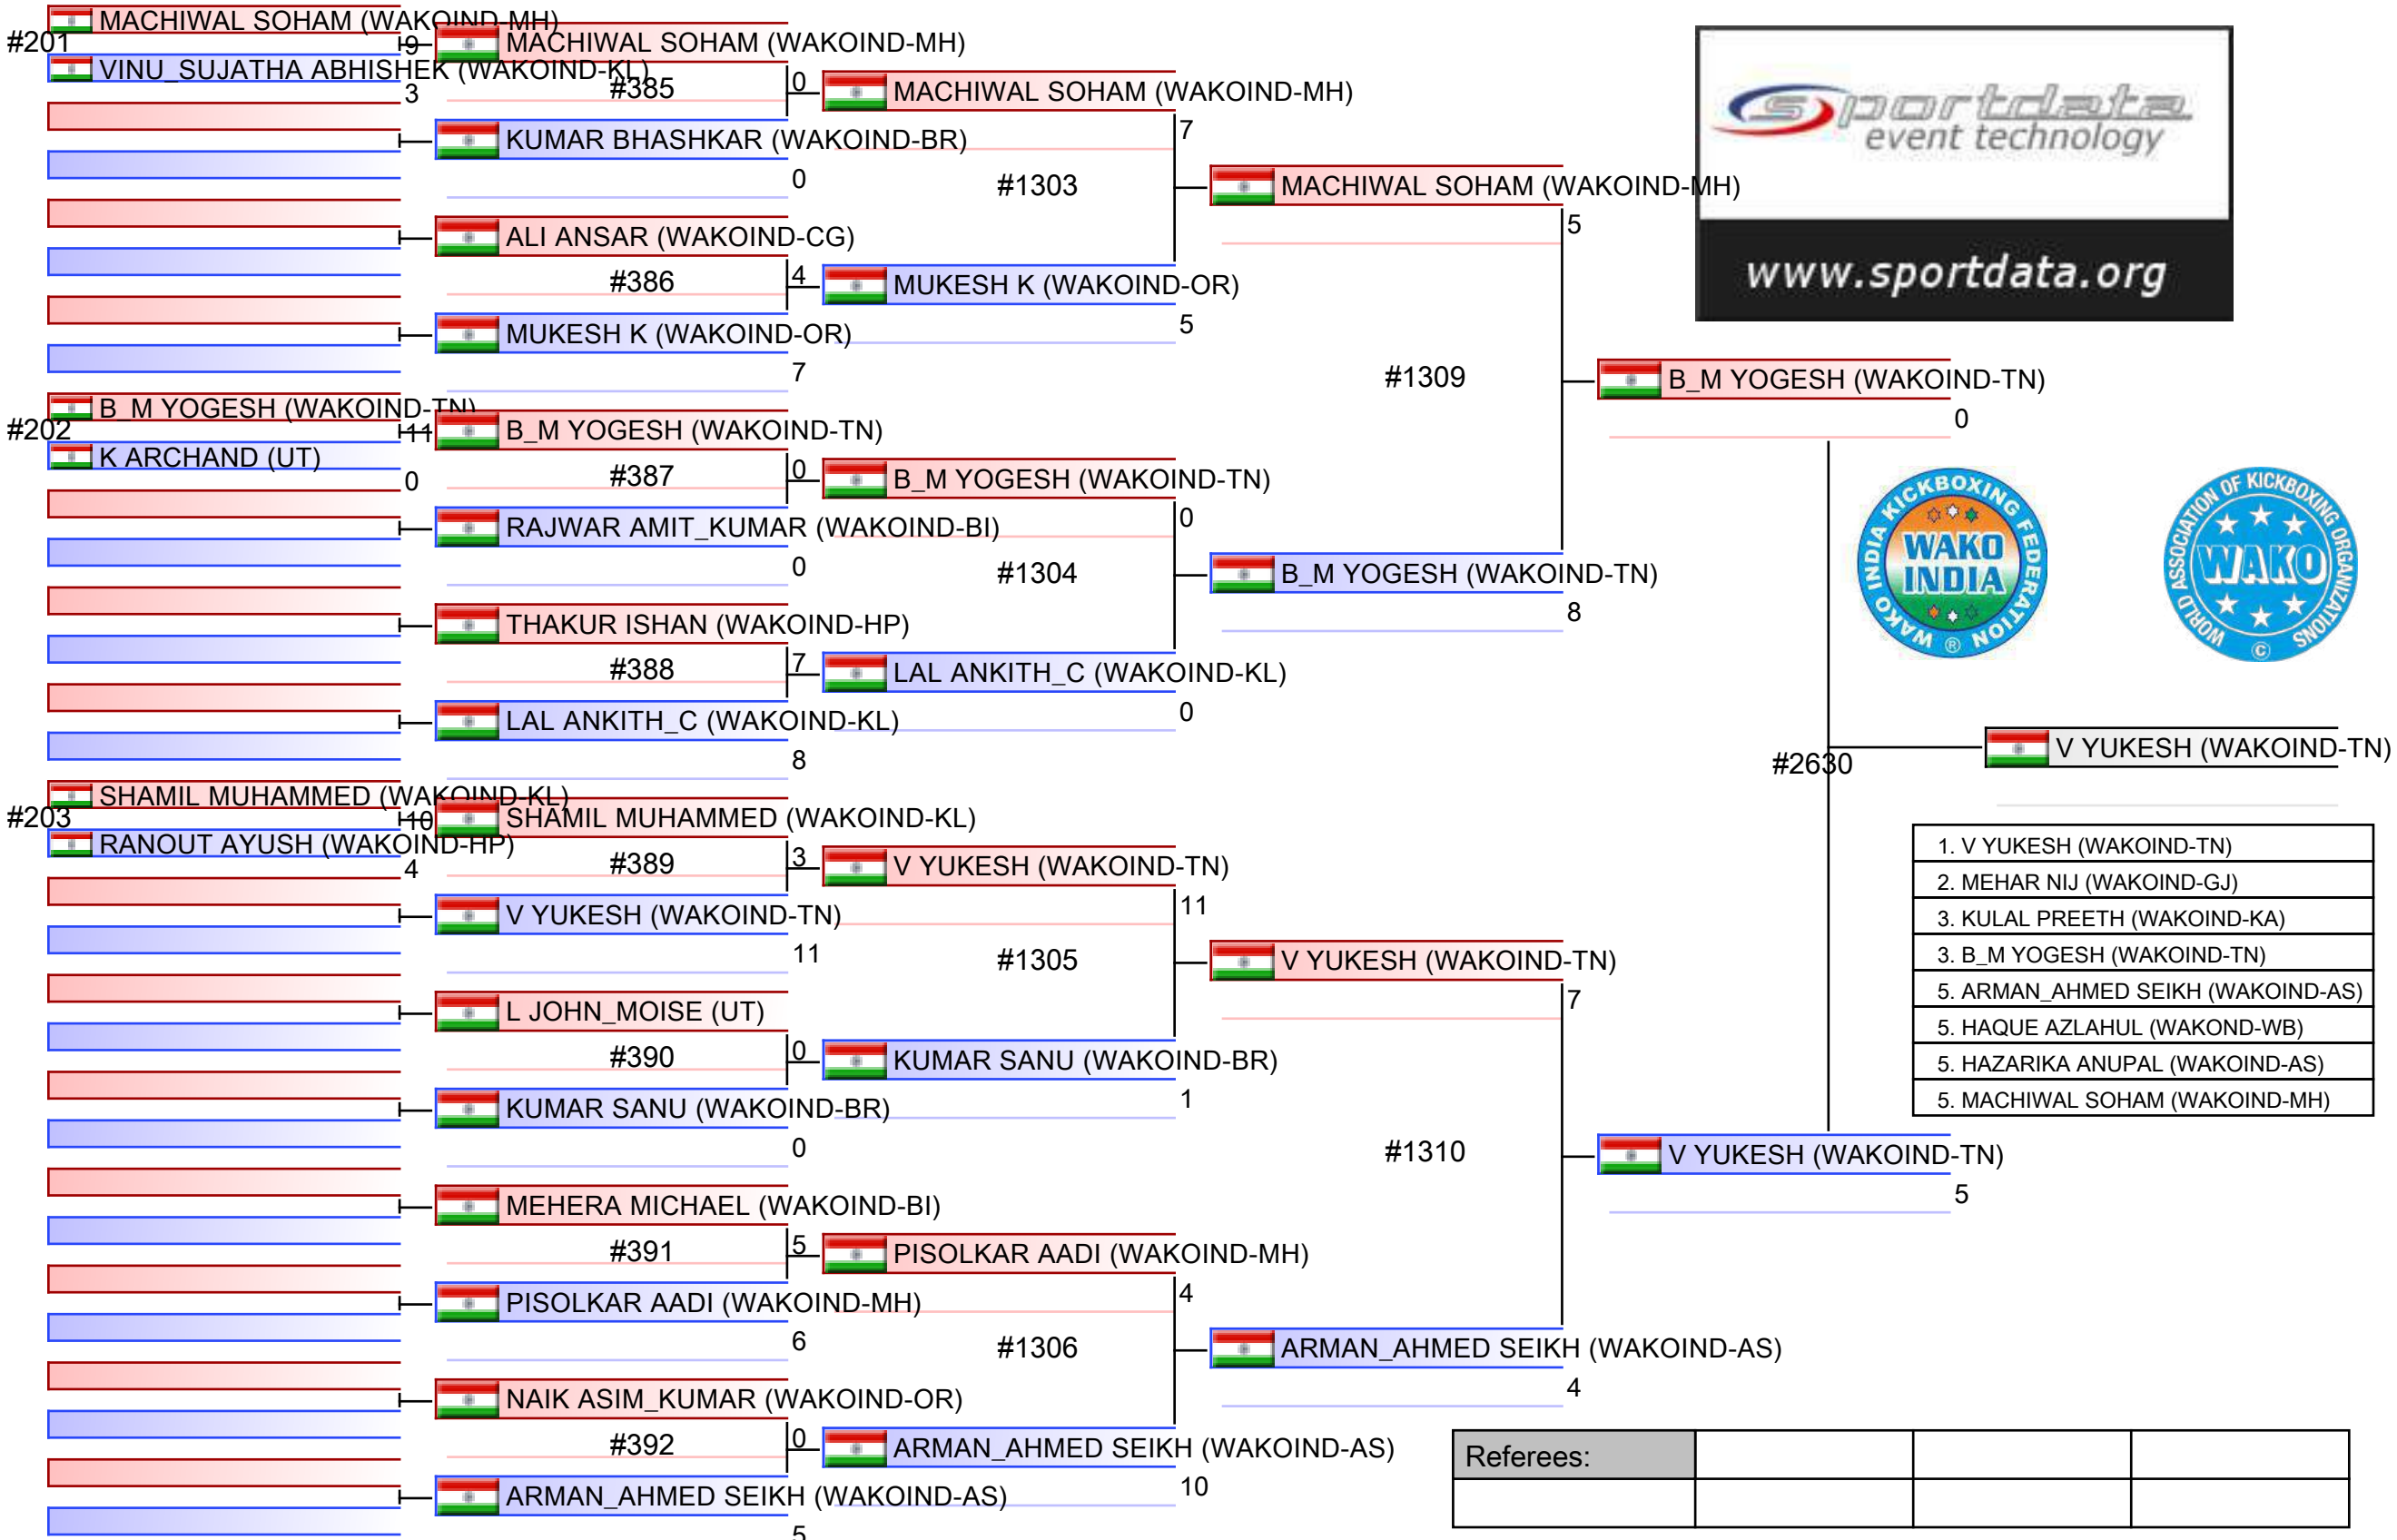 MACHIWAL SOHAM (WAKOIND-MH)
#201
9
VINU_SUJATHA ABHISHEK (WAKOIND-KL)
3
B_M YOGESH (WAKOIND-TN)
#202
11
K ARCHAND (UT)
0
SHAMIL MUHAMMED (WAKOIND-KL)
#203
10
RANOUT AYUSH (WAKOIND-HP)
4
MACHIWAL SOHAM (WAKOIND-MH)
#385
0
KUMAR BHASHKAR (WAKOIND-BR)
0
ALI ANSAR (WAKOIND-CG)
#386
4
MUKESH K (WAKOIND-OR)
7
B_M YOGESH (WAKOIND-TN)
#387
0
RAJWAR AMIT_KUMAR (WAKOIND-BI)
0
THAKUR ISHAN (WAKOIND-HP)
#388
7
LAL ANKITH_C (WAKOIND-KL)
8
SHAMIL MUHAMMED (WAKOIND-KL)
#389
3
V YUKESH (WAKOIND-TN)
11
L JOHN_MOISE (UT)
#390
0
KUMAR SANU (WAKOIND-BR)
0
MEHERA MICHAEL (WAKOIND-BI)
#391
5
PISOLKAR AADI (WAKOIND-MH)
6
NAIK ASIM_KUMAR (WAKOIND-OR)
#392
0
ARMAN_AHMED SEIKH (WAKOIND-AS)
5
MACHIWAL SOHAM (WAKOIND-MH)
7
#1303
MUKESH K (WAKOIND-OR)
5
B_M YOGESH (WAKOIND-TN)
0
#1304
LAL ANKITH_C (WAKOIND-KL)
0
V YUKESH (WAKOIND-TN)
11
#1305
KUMAR SANU (WAKOIND-BR)
1
PISOLKAR AADI (WAKOIND-MH)
4
#1306
ARMAN_AHMED SEIKH (WAKOIND-AS)
10
MACHIWAL SOHAM (WAKOIND-MH)
5
#1309
B_M YOGESH (WAKOIND-TN)
8
V YUKESH (WAKOIND-TN)
7
#1310
ARMAN_AHMED SEIKH (WAKOIND-AS)
4
B_M YOGESH (WAKOIND-TN)
0
#2630
V YUKESH (WAKOIND-TN)
5
V YUKESH (WAKOIND-TN)
sportdata
event technology
www.sportdata.org
WAKO INDIA KICKBOXING FEDERATION ®
WAKO
INDIA
WORLD ASSOCIATION OF KICKBOXING ORGANIZATIONS
WAKO
©
1. V YUKESH (WAKOIND-TN)
2. MEHAR NIJ (WAKOIND-GJ)
3. KULAL PREETH (WAKOIND-KA)
3. B_M YOGESH (WAKOIND-TN)
5. ARMAN_AHMED SEIKH (WAKOIND-AS)
5. HAQUE AZLAHUL (WAKOND-WB)
5. HAZARIKA ANUPAL (WAKOIND-AS)
5. MACHIWAL SOHAM (WAKOIND-MH)
Referees: